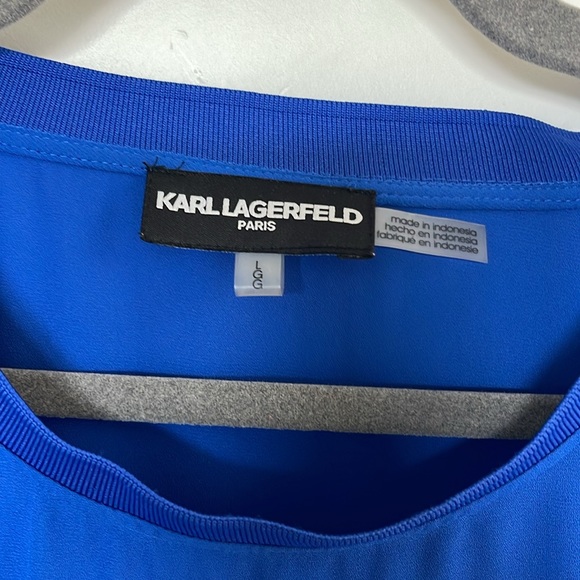 KARL LAGERFELD
PARIS
made in indonesia
hecho en indonesia
fabriqué en indonesie
L
G
G